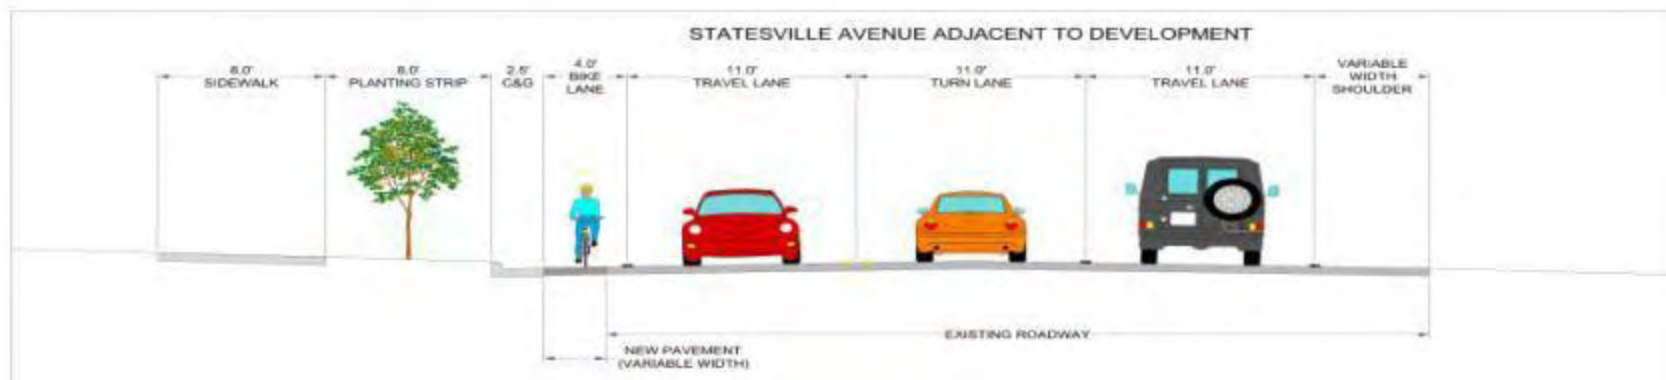 STATESVILLE AVENUE ADJACENT TO DEVELOPMENT
8.0'
SIDEWALK
8.0'
PLANTING STRIP
2.5'
C&G
4.0'
BIKE
LANE
11.0'
TRAVEL LANE
11.0'
TURN LANE
11.0'
TRAVEL LANE
VARIABLE
WIDTH
SHOULDER
EXISTING ROADWAY
NEW PAVEMENT
(VARIABLE WIDTH)